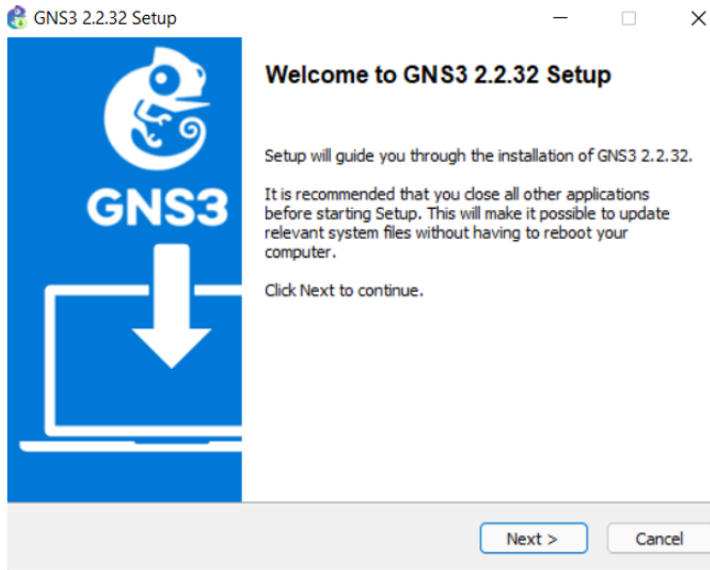 GNS3 2.2.32 Setup
Welcome to GNS3 2.2.32 Setup
GNS3
Setup will guide you through the installation of GNS3 2.2.32.
It is recommended that you close all other applications
before starting Setup. This will make it possible to update
relevant system files without having to reboot your
computer.
Click Next to continue.
Next >
Cancel